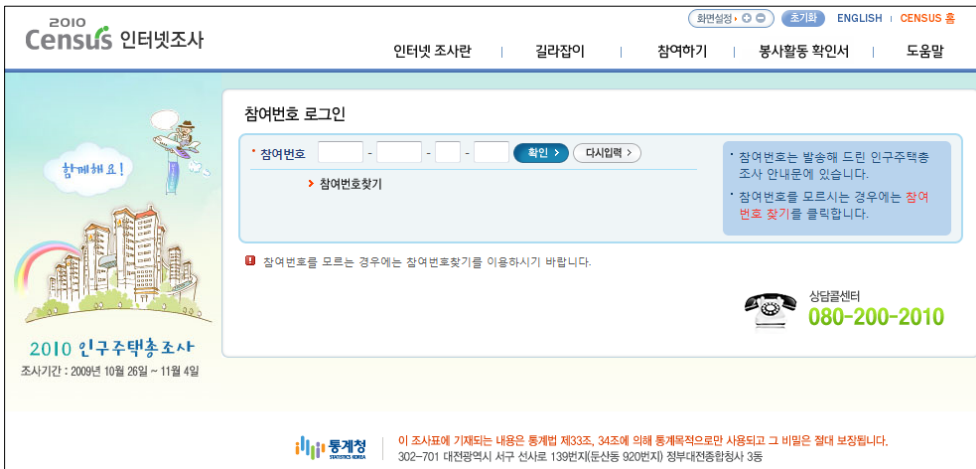 화면설정 초기화 ENGLISH CENSUS 홈
2010
Census 인터넷조사
인터넷 조사란 길라잡이 참여하기 봉사활동 확인서 도움말
함께해요!
2010 인구주택총조사
조사기간 : 2009년 10월 26일 ~ 11월 4일
참여번호 로그인
참여번호 - - - 확인 다시입력
참여번호찾기
참여번호는 발송해 드린 인구주택총
조사 안내문에 있습니다.
참여번호를 모르시는 경우에는 참여
번호 찾기를 클릭합니다.
참여번호를 모르는 경우에는 참여번호찾기를 이용하시기 바랍니다.
상담콜센터
080-200-2010
통계청
STATISTICS KOREA
이 조사표에 기재되는 내용은 통계법 제33조, 34조에 의해 통계목적으로만 사용되고 그 비밀은 절대 보장됩니다.
302-701 대전광역시 서구 선사로 139번지(둔산동 920번지) 정부대전종합청사 3동